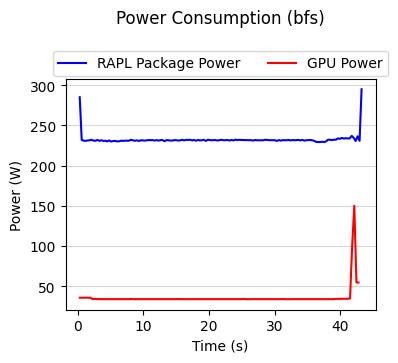 Power Consumption (bfs)
RAPL Package Power
GPU Power
300
250
200
150
100
50
Power (W)
0
10
20
30
40
Time (s)